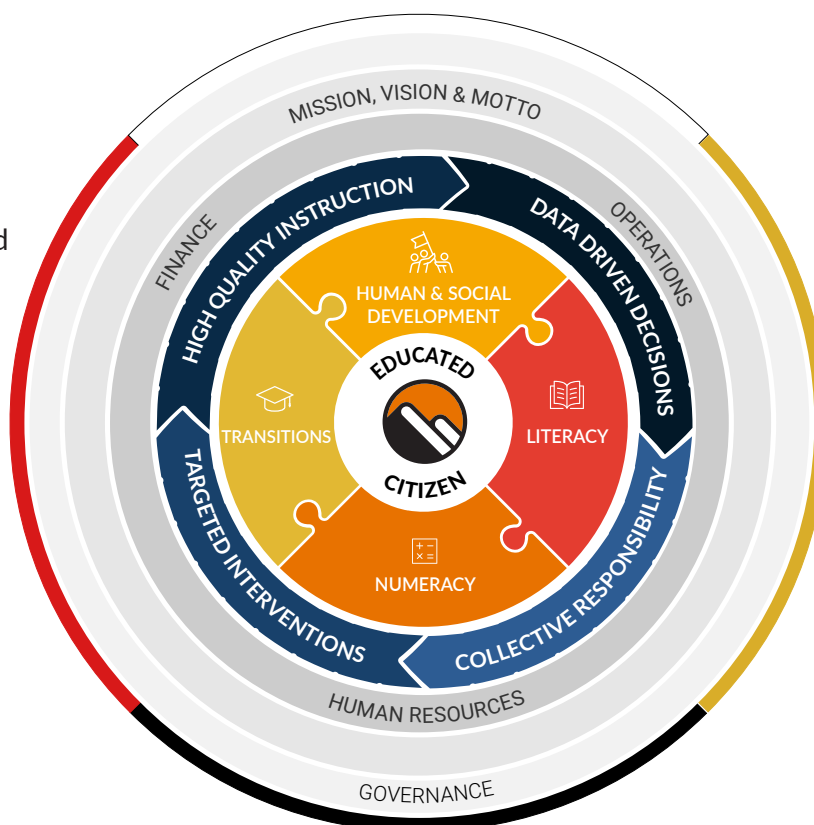 MISSION, VISION & MOTTO
FINANCE
OPERATIONS
HIGH QUALITY INSTRUCTION
DATA DRIVEN DECISIONS
HUMAN & SOCIAL
DEVELOPMENT
EDUCATED
TRANSITIONS
LITERACY
CITIZEN
NUMERACY
TARGETED INTERVENTIONS
COLLECTIVE RESPONSIBILITY
HUMAN RESOURCES
GOVERNANCE